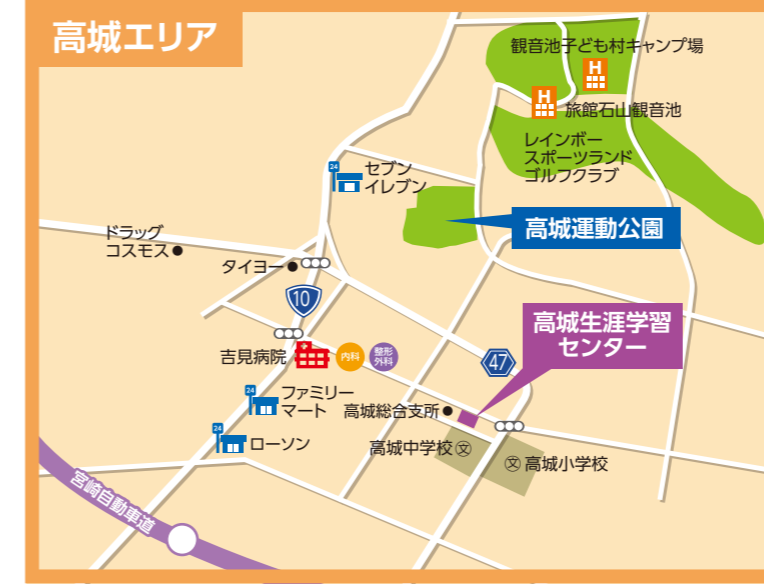 高城エリア
観音池子ども村キャンプ場
H
H
旅館石山観音池
レインボー
スポーツランド
ゴルフクラブ
24
セブン
イレブン
高城運動公園
ドラッグ
コスモス
タイヨー
10
高城生涯学習
センター
吉見病院
内科
整形
外科
47
24
ファミリー
マート
高城総合支所
24
ローソン
高城中学校
文
文
高城小学校
宮崎自動車道